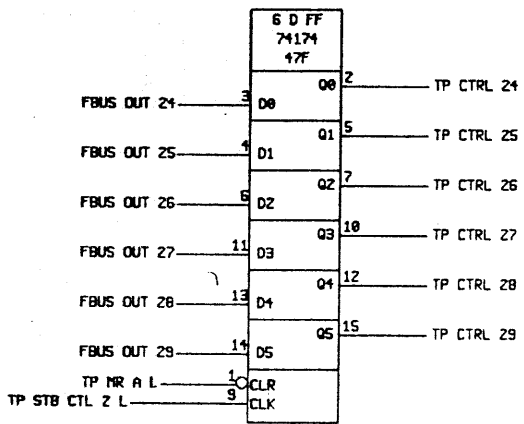 6 D FF
74174
47F
Q0 2 TP CTRL 24
FBUS OUT 24 3 D0
Q1 5 TP CTRL 25
FBUS OUT 25 4 D1
Q2 7 TP CTRL 26
FBUS OUT 26 6 D2
Q3 10 TP CTRL 27
FBUS OUT 27 11 D3
Q4 12 TP CTRL 28
FBUS OUT 28 13 D4
Q5 15 TP CTRL 29
FBUS OUT 29 14 D5
TP MR A L 1 CLR
TP STB CTL 2 L 9 CLK